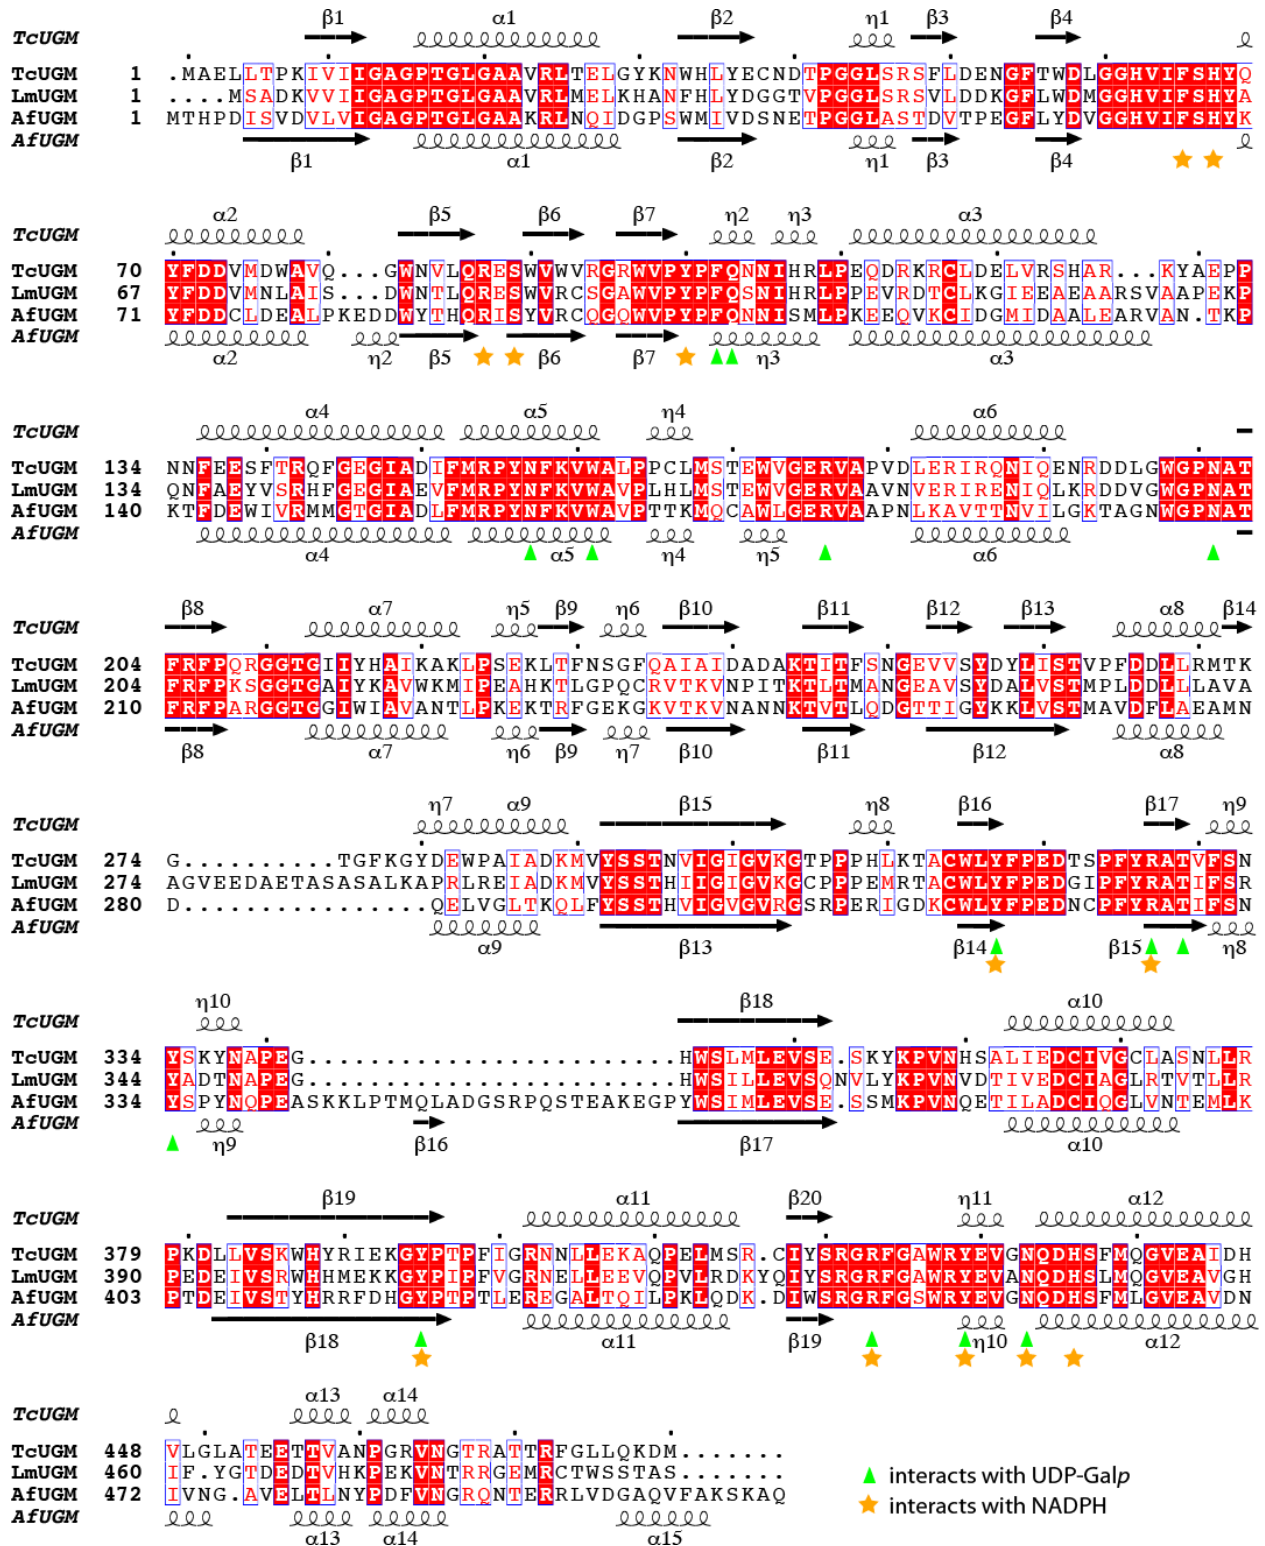 β1 α1 β2 η1 β3 β4
TcUGM
TcUGM 1 .MAELLTPKIVIIGAGPTGLGAAVRLTELGYKNWHLYECNDTPGGLSRSFLDENGFTWDLGGHVIFSHYQ
LmUGM 1 ....MSADKVVIIGAGPTGLGAAVRLMELKHANFHLYDGGTVPGGLSRSVLDDKGFLWDMGGHVIFSHYA
AfUGM 1 MTHPDISVDVLVIGAGPTGLGAAKRLNQIDGPSWMIVDSNETPGGLASTDVTPEGFLYDVGGHVIFSHYK
AfUGM
β1 α1 β2 η1 β3 β4
α2 β5 β6 β7 η2 η3 α3
TcUGM
TcUGM 70 YFDDVMDWAVQ...GWNVLQRESWVWVRGRWVPYPFQNNIHRLPEQDRKRCLDELVRSHAR...KYAEPP
LmUGM 67 YFDDVMNLAIS...DWNTLQRESWVRCSGAWVPYPFQSNIHRLPPEVRDTCLKGIEEAEAARSVAAAPEKP
AfUGM 71 YFDDCLDEALPKEDDWYTHQRISYVRCQGQWVPYPFQNNISMLPKEEQVKCIDGMIDAALEARVAN.TKP
AfUGM
α2 η2 β5 β6 β7 η3 α3
α4 α5 η4 α6
TcUGM
TcUGM 134 NNFEESFTRQFGEGIADIFMRPYNFKVWALPPCLMSTEWVGERVAPVDLERIRQNIQENRDDLGWGPNAT
LmUGM 134 QNFAEYVSRHFGEGIAEVFMRPYNFKVWAVPLHLMSTEWVGERVAAVNVERIRENIQLKRDDVGWGPNAT
AfUGM 140 KTFDEWIVRMMGTGIADLFMRPYNFKVWAVPTTKMQCAWLGERVAAPNLKAVTTNVILGKTAGNWGPNAT
AfUGM
α4 α5 η4 η5 α6
β8 α7 η5 β9 η6 β10 β11 β12 β13 α8 β14
TcUGM
TcUGM 204 FRFPQRGGTGIIYHAIKAKLPSEKLTFNSGFQAIAIDADAKTITFSNGEVVSYDYLISTVPFDDLLRMTK
LmUGM 204 FRFPKSGGTGAIYKAVWKMIPEAHKTLGPQCRVTKVNPITKTLTMANGEAVSYDALVSTMPLDDLLLAVA
AfUGM 210 FRFPARGGTGGIWIAVANTLPKEKTRFGEKGKVTKVNANNKTVTLQDGTTIGYKKLVSTMAVDFLAEAMN
AfUGM
β8 α7 η6 β9 η7 β10 β11 β12 α8
η7 α9 β15 η8 β16 β17 η9
TcUGM
TcUGM 274 G..........TGFKGYDEWPAIADKMVYSSTNVIGIGVKGTPPPHLKTACWLYFPEDTSPFYRATVFSN
LmUGM 274 AGVEEDAETASASALKAPRLREIADKMVYSSTHIIGIGVKGCPPPEMRTACWLYFPEDGIPFYRATIFSR
AfUGM 280 D................QELVGLTKQLFYSSTHVIGVGVRGSRPERIGDKCWLYFPEDNCPFYRATIFSN
AfUGM
α9 β13 β14 β15 η8
η10 β18 α10
TcUGM
TcUGM 334 YSKYNAPEG........................HWSLMLEVSE.SKYKPVNHSALIEDCIVGCLASNLLR
LmUGM 344 YADTNAPEG........................HWSILLEVSQNVLYKPVNVDTIVEDCIAGLRTVTLLR
AfUGM 334 YSPYNQPEASKKLPTMQLADGSRPQSTEAKEGPYWSIMLEVSE.SSMKPVNQETILADCIQGLVNTEMLK
AfUGM
η9 β16 β17 α10
β19 α11 β20 η11 α12
TcUGM
TcUGM 379 PKDLLVSKWHYRIEKGYPTPFIGRNNLLEKAQPELMSR.CIYSRGRFGAWRYEVGNQDHSFMQGVEAIDH
LmUGM 390 PEDEIVSRWHHMEKKGYPIPFVGRNELLEEVQPVLRDKYQIYSRGRFGAWRYEVANQDHSLMQGVEAVGH
AfUGM 403 PTDEIVSTYHRRFDHGYPTPTLEREGALTQILPKLQDK.DIWSRGRFGSWRYEVGNQDHSFMLGVEAVDN
AfUGM
β18 α11 β19 η10 α12
α13 α14
TcUGM
TcUGM 448 VLGLATEETTVANPGRVNGTRATTRFGLLQKDM.......
LmUGM 460 IF.YGTDEDTVHKPEKVNTRRGEMRCTWSSTAS.......
AfUGM 472 IVNG.AVELTLNYPDFVNGRQNTERRLVDGAQVFAKSKAQ
AfUGM
α13 α14 α15
interacts with UDP-Galp
interacts with NADPH